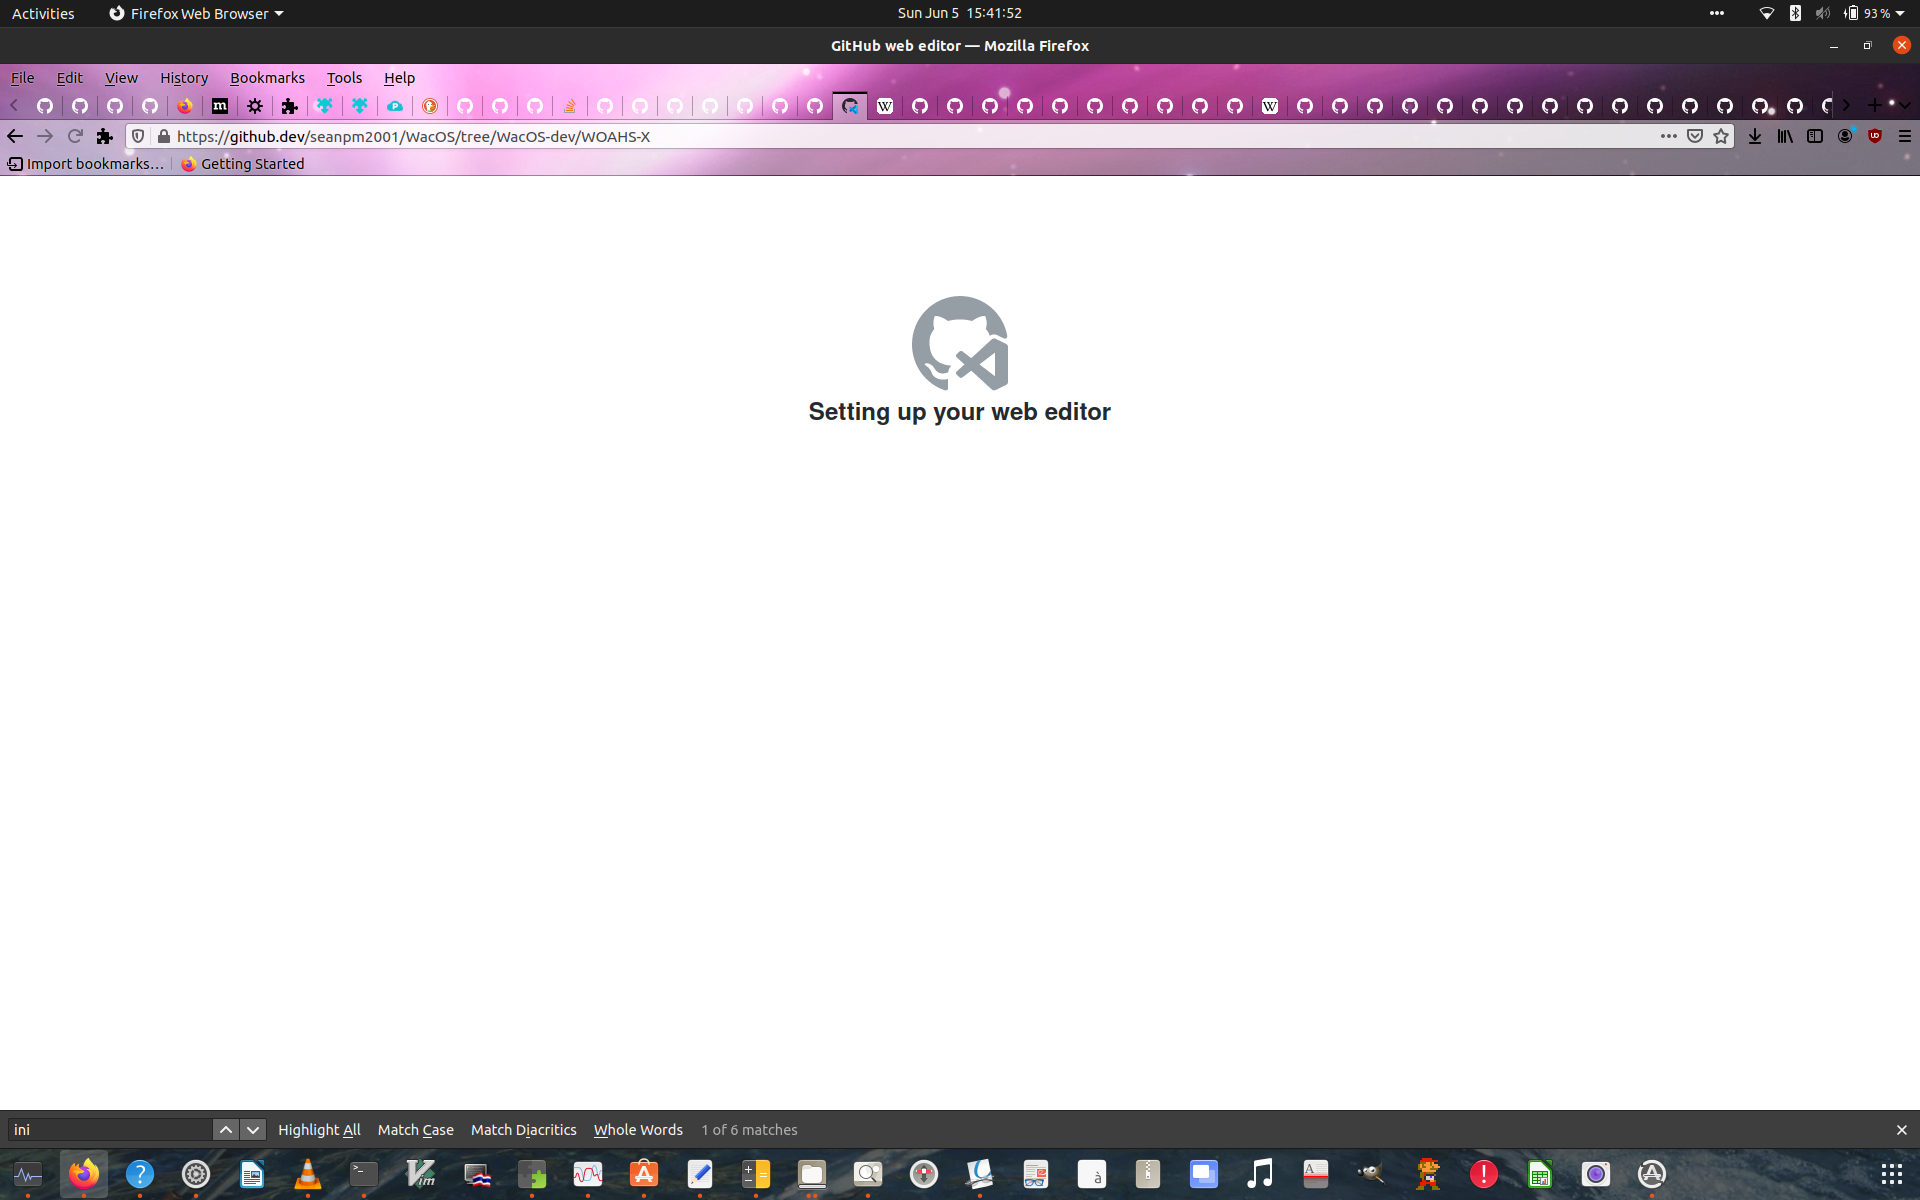 Activities
Firefox Web Browser
Sun Jun 5 15:41:52
93 %
GitHub web editor — Mozilla Firefox
File Edit View History Bookmarks Tools Help
https://github.dev/seanpm2001/WacOS/tree/WacOS-dev/WOAHS-X
Import bookmarks…
Getting Started
Setting up your web editor
ini
Highlight All Match Case Match Diacritics Whole Words 1 of 6 matches